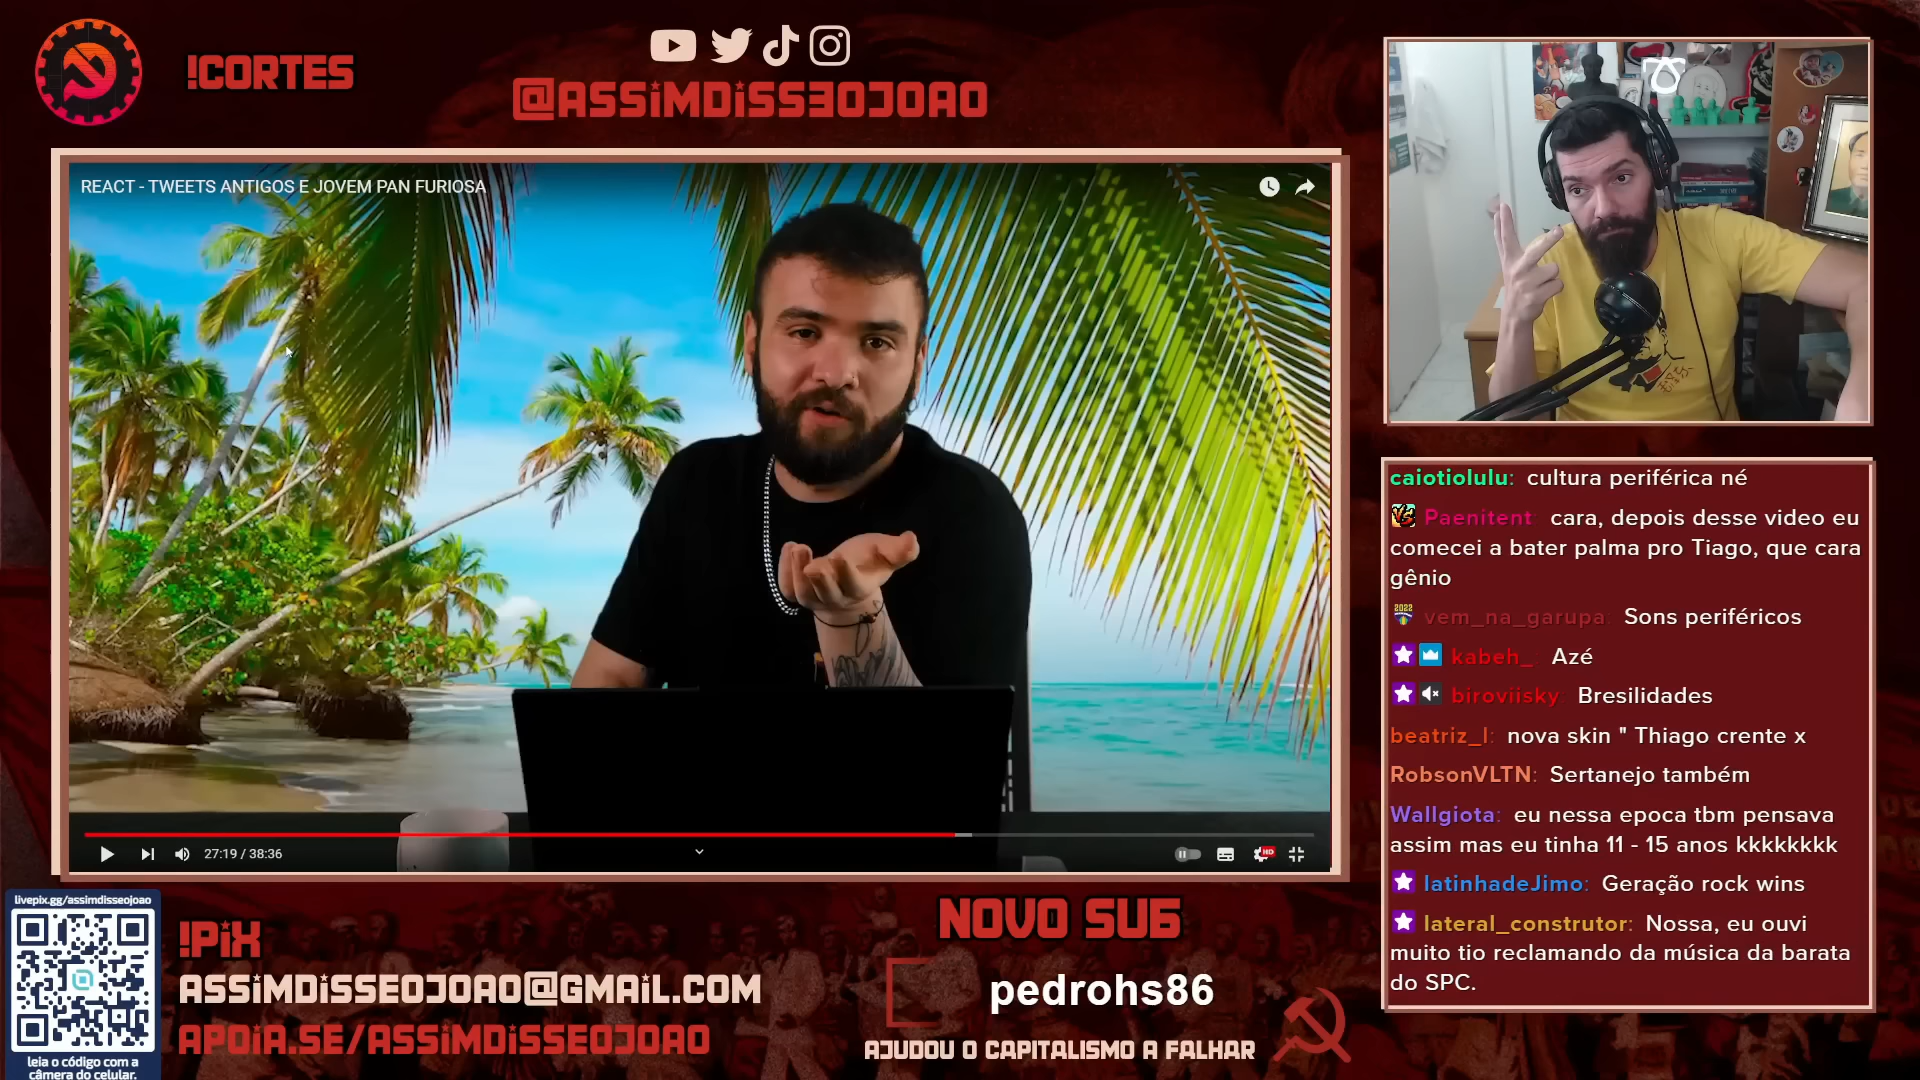 !CORTES
@ASSIMDISSEOJOAO
REACT - TWEETS ANTIGOS E JOVEM PAN FURIOSA
27:19 / 38:36
HD
caiotiolulu: cultura periférica né
Paenitent: cara, depois desse video eu
comecei a bater palma pro Tiago, que cara
gênio
vem_na_garupa: Sons periféricos
kabeh_: Azé
biroviisky: Bresilidades
beatriz_l: nova skin " Thiago crente x
RobsonVLTN: Sertanejo também
Wallgiota: eu nessa epoca tbm pensava
assim mas eu tinha 11 - 15 anos kkkkkkkk
latinhadeJimo: Geração rock wins
lateral_construtor: Nossa, eu ouvi
muito tio reclamando da música da barata
do SPC.
livepix.gg/assimdisseojoao
leia o código com a
câmera do celular.
!PIX
ASSIMDISSEOJOAO@GMAIL.COM
APOIA.SE/ASSIMDISSEOJOAO
NOVO SUB
pedrohs86
AJUDOU O CAPITALISMO A FALHAR